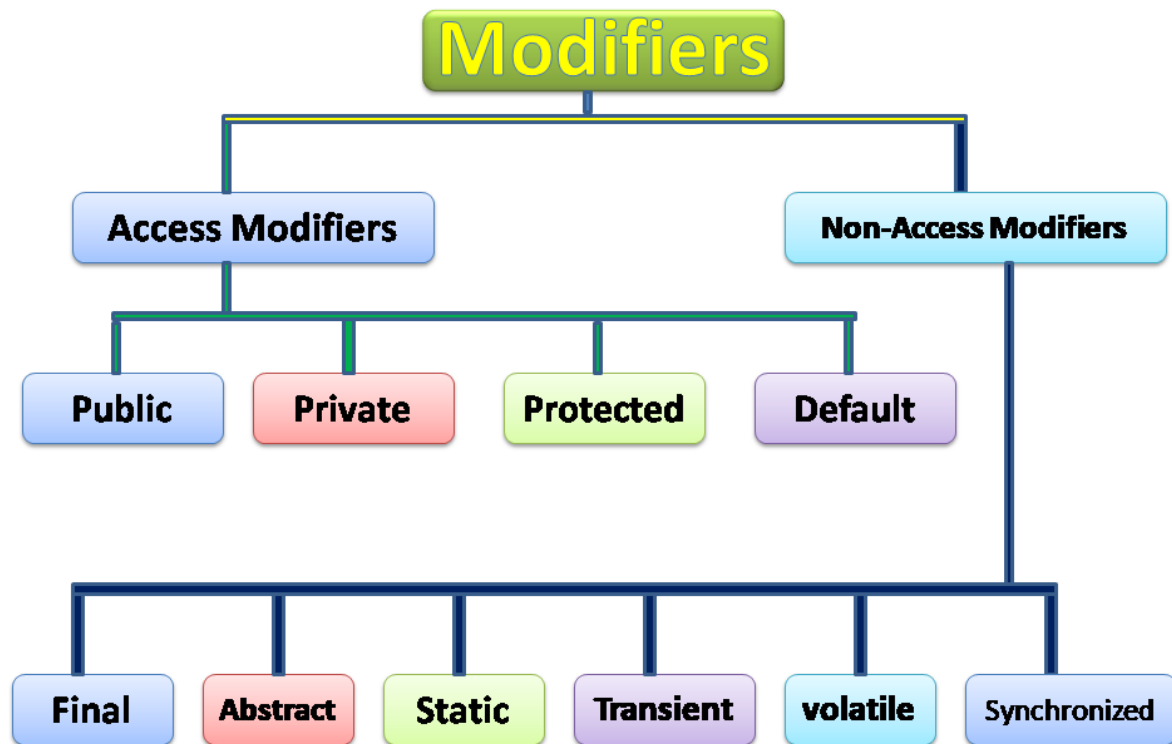 Modifiers
Access Modifiers
Non-Access Modifiers
Public
Private
Protected
Default
Final
Abstract
Static
Transient
volatile
Synchronized